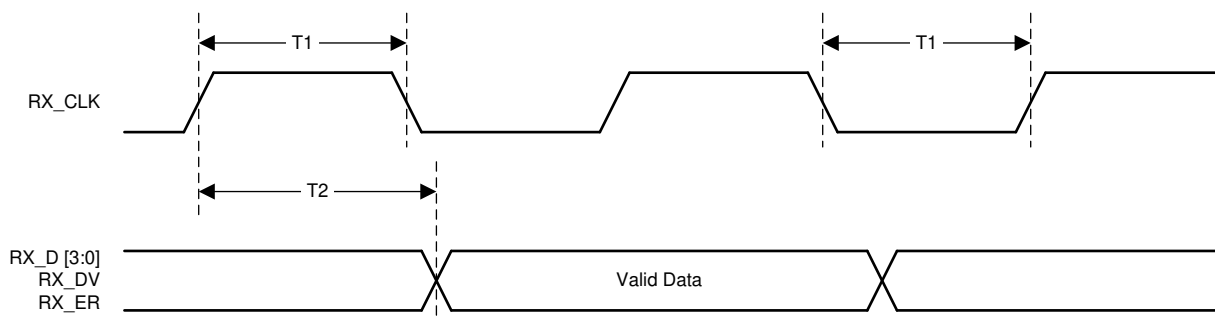 T1
T1
RX_CLK
T2
RX_D [3:0]
RX_DV
Valid Data
RX_ER